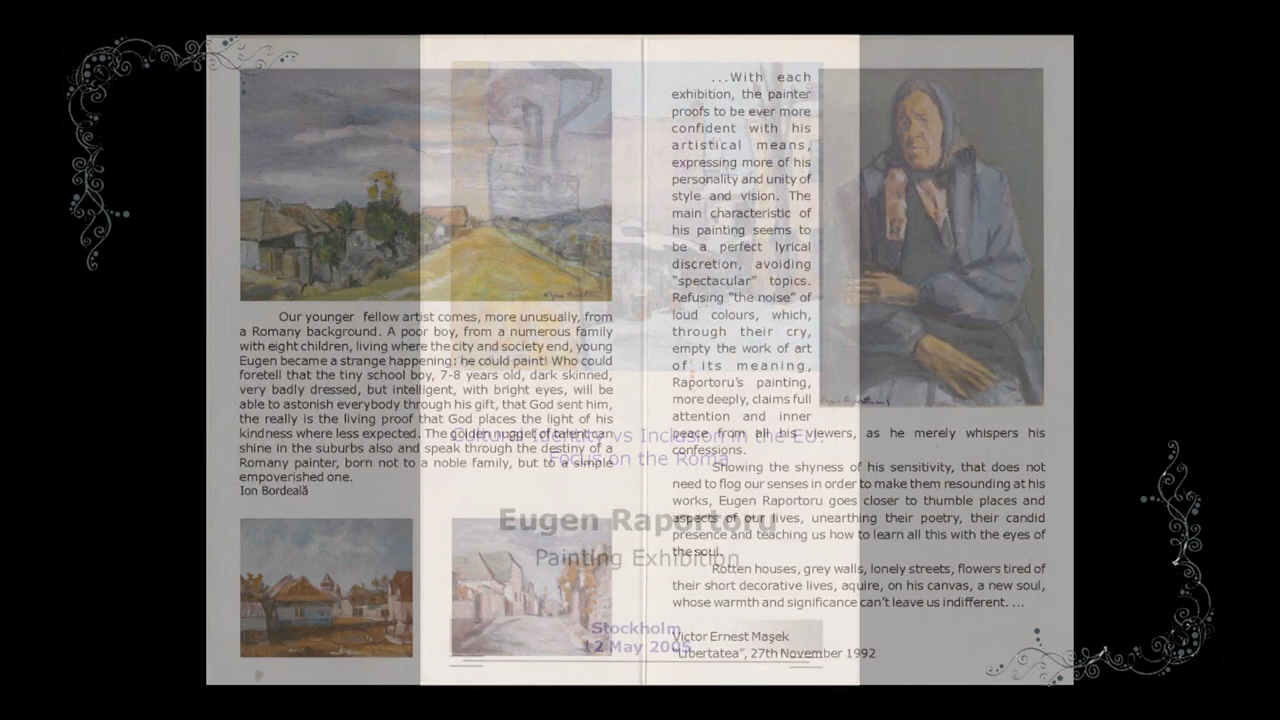 Our younger fellow artist comes, more unusually, from
a Romany background. A poor boy, from a numerous family
with eight children, living where the city and society end, young
Eugen became a strange happening: he could paint! Who could
foretell that the tiny school boy, 7-8 years old, dark skinned,
very badly dressed, but intelligent, with bright eyes, will be
able to astonish everybody through his gift, that God sent him,
the really is the living proof that God places the light of his
kindness where less expected. The golden nugget of talent can
shine in the suburbs also and speak through the destiny of a
Romany painter, born not to a noble family, but to a simple
empoverished one.
Ion Bordeală
...With each
exhibition, the painter
proofs to be ever more
confident with his
artistical means,
expressing more of his
personality and unity of
style and vision. The
main characteristic of
his painting seems to
be a perfect lyrical
discretion, avoiding
"spectacular" topics.
Refusing "the noise" of
loud colours, which,
through their cry,
empty the work of art
of its meaning,
Raportoru's painting,
more deeply, claims full
attention and inner
peace from all his viewers, as he merely whispers his
confessions.
Showing the shyness of his sensitivity, that does not
need to flog our senses in order to make them resounding at his
works, Eugen Raportoru goes closer to thumble places and
aspects of our lives, unearthing their poetry, their candid
presence and teaching us how to learn all this with the eyes of
the soul.
Rotten houses, grey walls, lonely streets, flowers tired of
their short decorative lives, aquire, on his canvas, a new soul,
whose warmth and significance can't leave us indifferent. ...
Victor Ernest Maşek
"Libertatea", 27th November 1992
Cultural Identity vs Inclusion in the EU:
Focus on the Roma
Eugen Raportoru
Painting Exhibition
Stockholm
12 May 2005